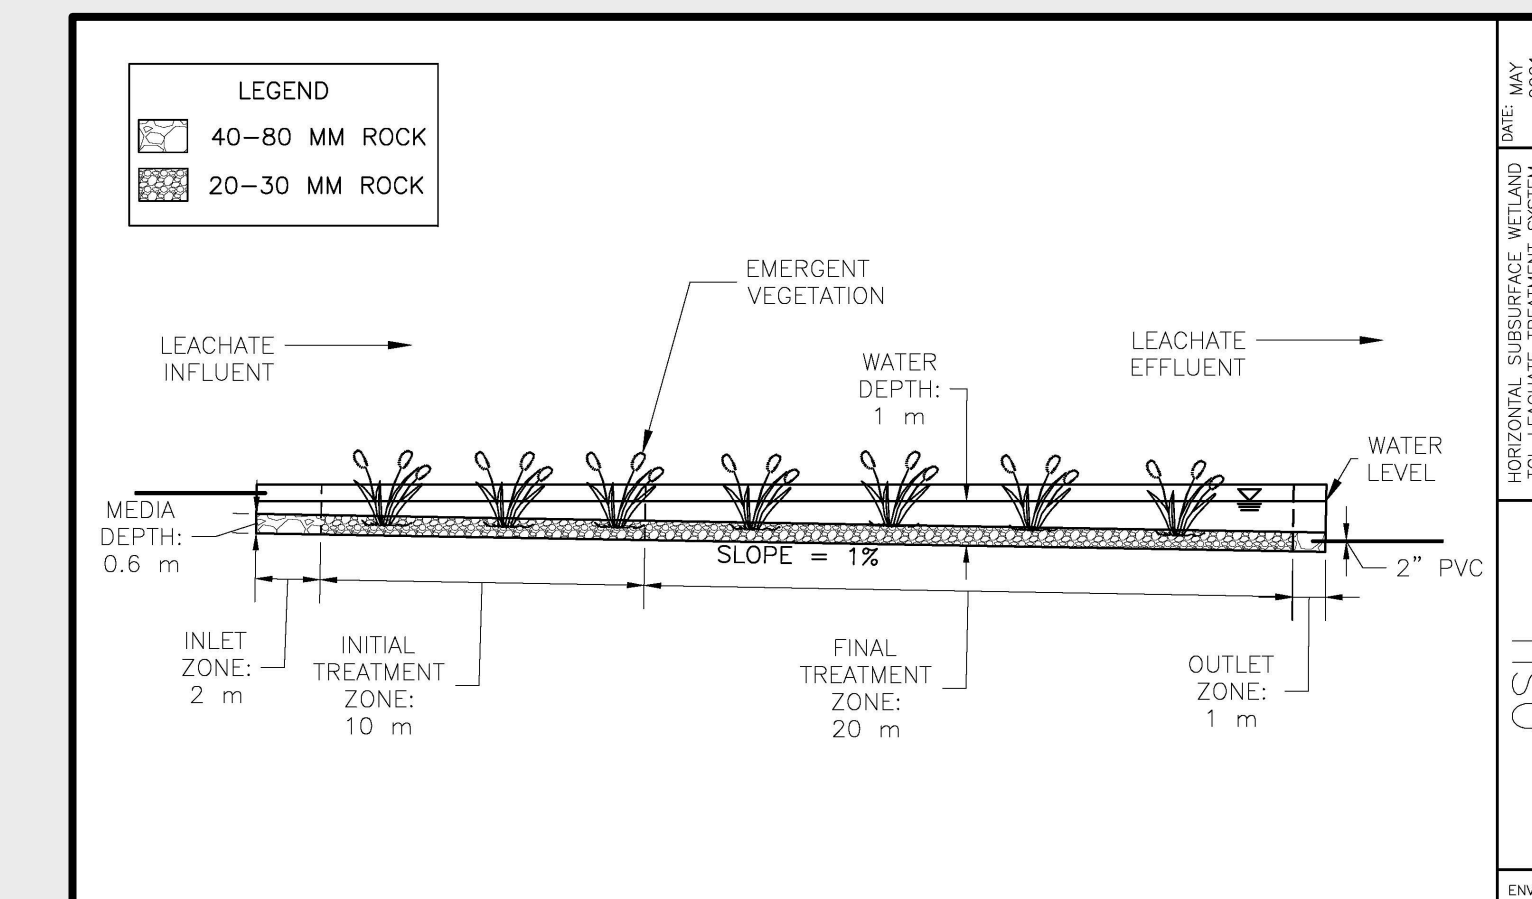 LEGEND
40-80 MM ROCK
20-30 MM ROCK
EMERGENT
VEGETATION
LEACHATE
INFLUENT
LEACHATE
EFFLUENT
WATER
DEPTH:
1 m
WATER
LEVEL
MEDIA
DEPTH:
0.6 m
SLOPE = 1%
2" PVC
INLET
ZONE:
2 m
INITIAL
TREATMENT
ZONE:
10 m
FINAL
TREATMENT
ZONE:
20 m
OUTLET
ZONE:
1 m
DATE: MAY
HORIZONTAL SUBSURFACE WETLAND